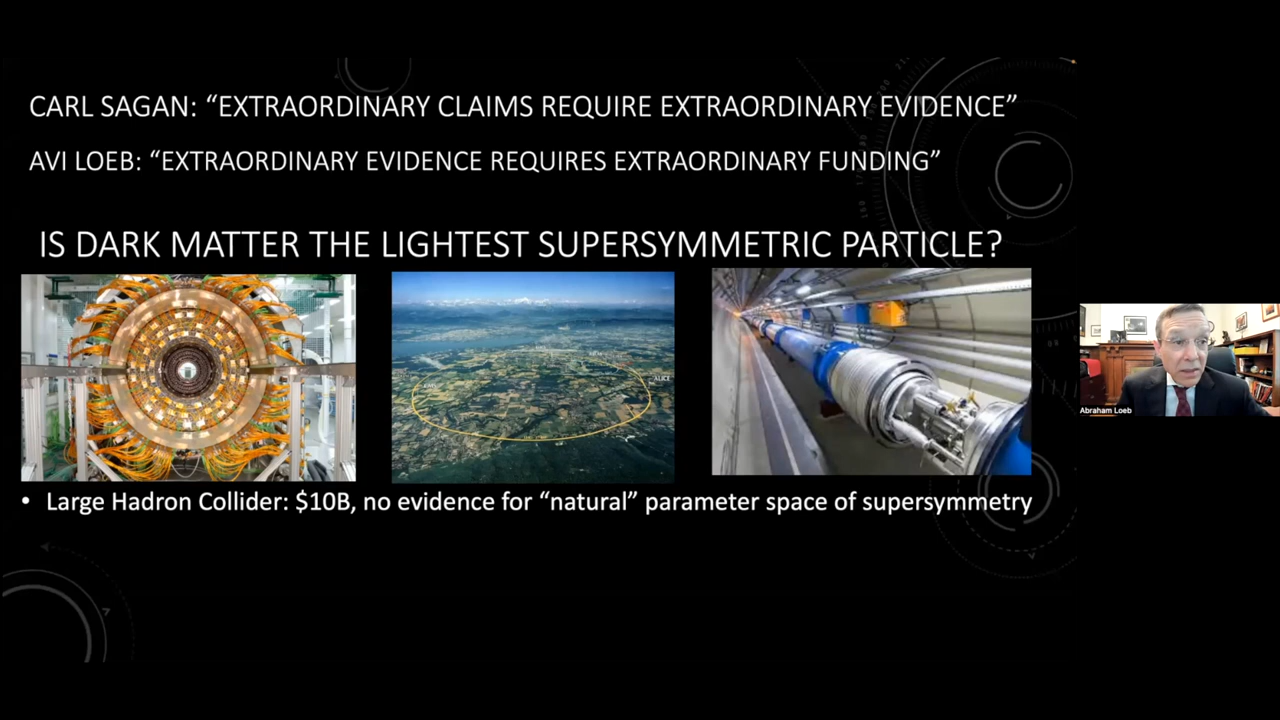 CARL SAGAN: “EXTRAORDINARY CLAIMS REQUIRE EXTRAORDINARY EVIDENCE”
AVI LOEB: “EXTRAORDINARY EVIDENCE REQUIRES EXTRAORDINARY FUNDING”
IS DARK MATTER THE LIGHTEST SUPERSYMMETRIC PARTICLE?
ALICE
• Large Hadron Collider: $10B, no evidence for “natural” parameter space of supersymmetry
Abraham Loeb